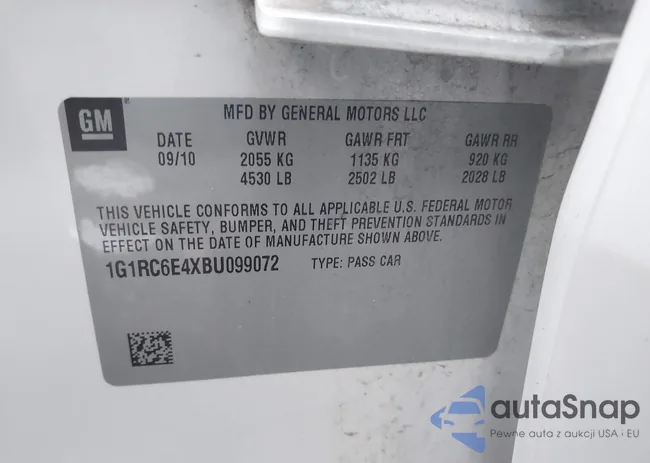 GM
MFD BY GENERAL MOTORS LLC
DATE GVWR GAWR FRT GAWR RR
09/10 2055 KG 1135 KG 920 KG
4530 LB 2502 LB 2028 LB
THIS VEHICLE CONFORMS TO ALL APPLICABLE U.S. FEDERAL MOTOR
VEHICLE SAFETY, BUMPER, AND THEFT PREVENTION STANDARDS IN
EFFECT ON THE DATE OF MANUFACTURE SHOWN ABOVE.
1G1RC6E4XBU099072 TYPE: PASS CAR
autaSnap
Pewne auta z aukcji USA i EU